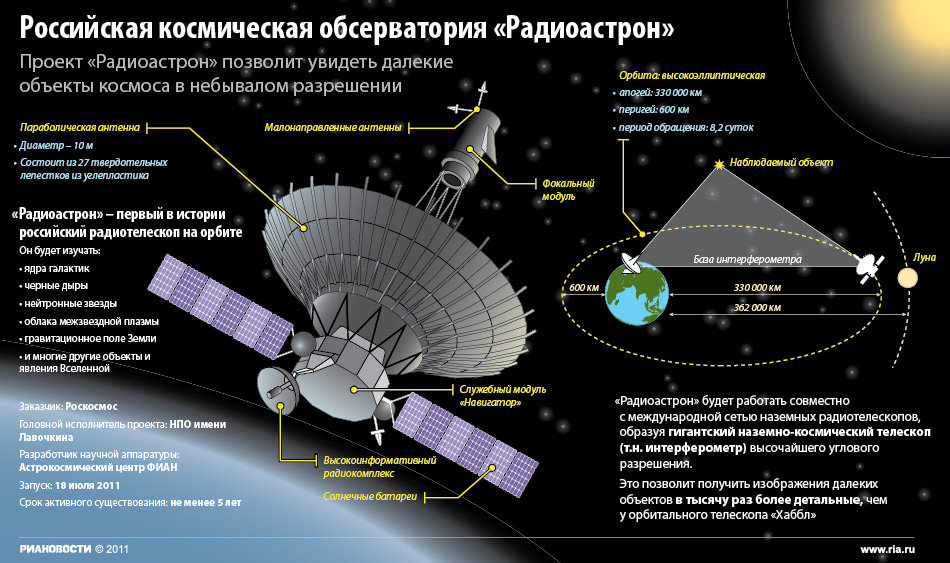 Российская космическая обсерватория «Радиоастрон»
Проект «Радиоастрон» позволит увидеть далекие
объекты космоса в небывалом разрешении
Параболическая антенна
• Диаметр – 10 м
• Состоит из 27 твердотельных
лепестков из углепластика
Малонаправленные антенны
Фокальный
модуль
Орбита: высокоэллиптическая
• апогей: 330 000 км
• перигей: 600 км
• период обращения: 8,2 суток
Наблюдаемый объект
Луна
База интерферометра
600 км
330 000 км
362 000 км
«Радиоастрон» – первый в истории
российский радиотелескоп на орбите
Он будет изучать:
• ядра галактик
• черные дыры
• нейтронные звезды
• облака межзвездной плазмы
• гравитационное поле Земли
• и многие другие объекты и
явления Вселенной
Заказчик: Роскосмос
Головной исполнитель проекта: НПО имени
Лавочкина
Разработчик научной аппаратуры:
Астрокосмический центр ФИАН
Запуск: 18 июля 2011
Срок активного существования: не менее 5 лет
Служебный модуль
«Навигатор»
Высокоинформативный
радиокомплекс
Солнечные батареи
«Радиоастрон» будет работать совместно
с международной сетью наземных радиотелескопов,
образуя гигантский наземно-космический телескоп
(т.н. интерферометр) высочайшего углового
разрешения.
Это позволит получить изображения далеких
объектов в тысячу раз более детальные, чем
у орбитального телескопа «Хаббл»
РИАНОВОСТИ © 2011
www.ria.ru